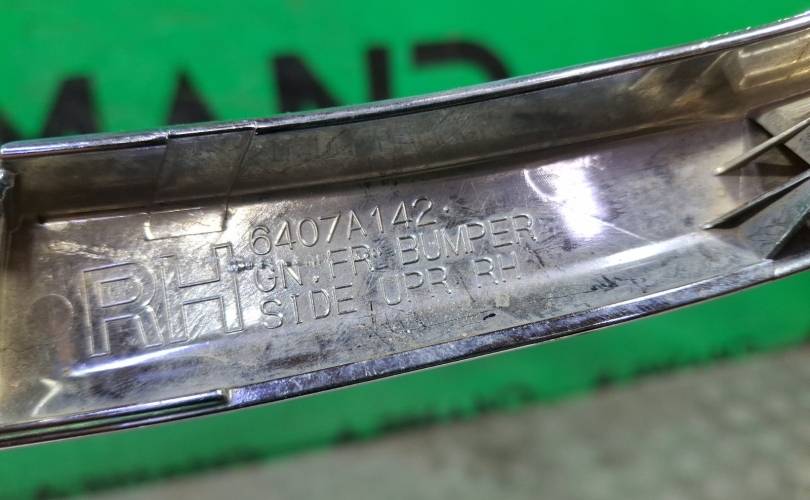 6407A142
GN.FR BUMPER
SIDE UPR RH
RH